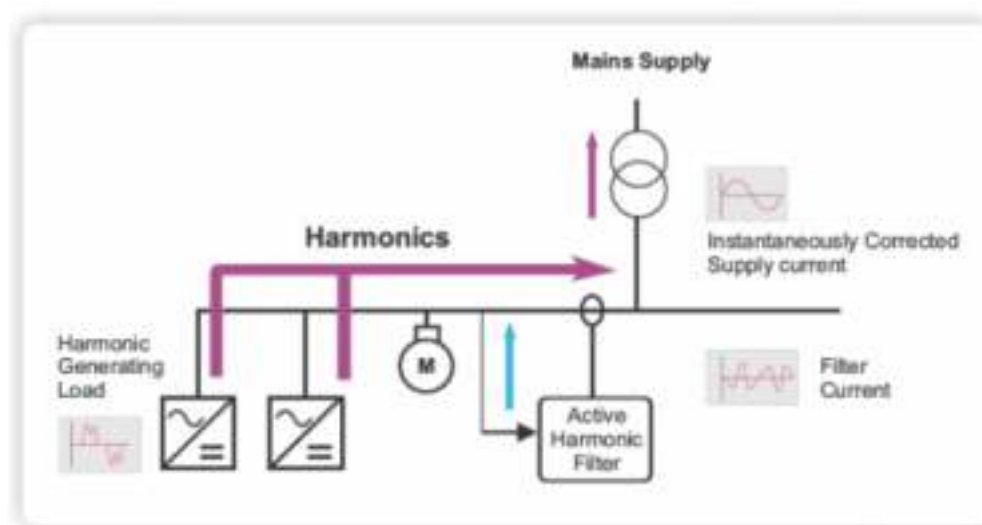 Mains Supply
Harmonics
Instantaneously Corrected
Supply current
Harmonic
Generating
Load
M
Filter
Current
Active
Harmonic
Filter